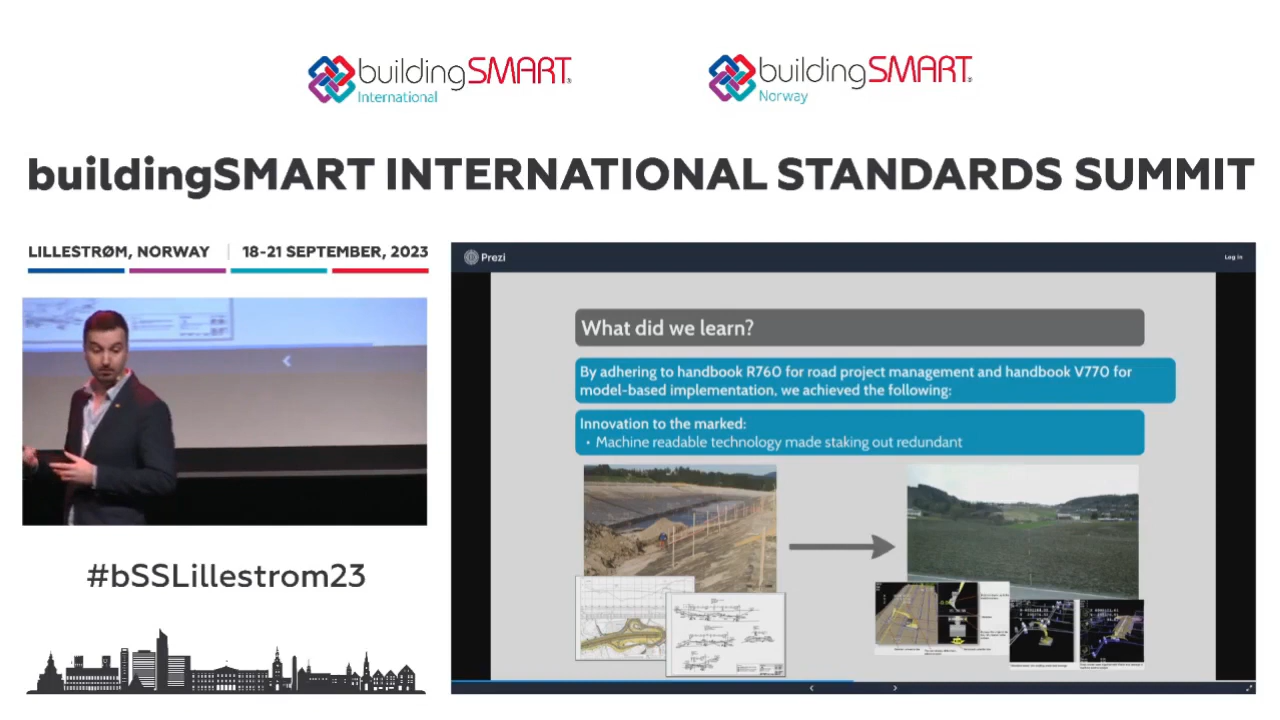 buildingSMART®
International
buildingSMART®
Norway
buildingSMART INTERNATIONAL STANDARDS SUMMIT
LILLESTRØM, NORWAY | 18-21 SEPTEMBER, 2023
Prezi
Log in
What did we learn?
By adhering to handbook R760 for road project management and handbook V770 for
model-based implementation, we achieved the following:
Innovation to the marked:
• Machine readable technology made staking out redundant
#bSSLillestrom23